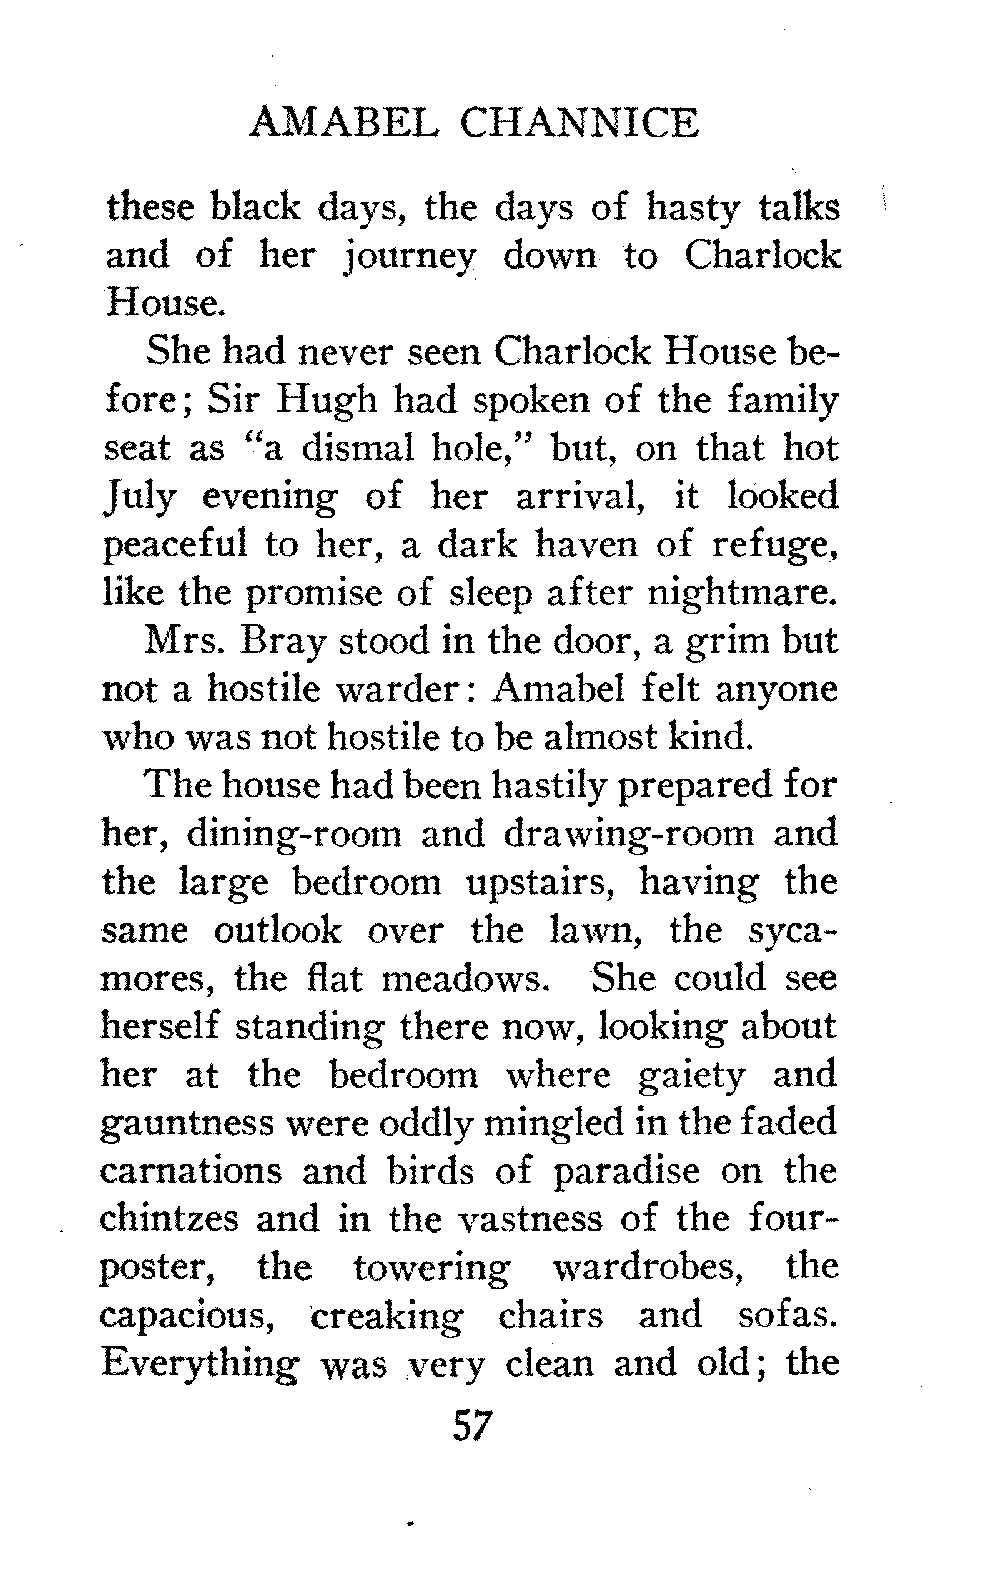 AMABEL CHANNICE
these black days, the days of hasty talks
and of her journey down to Charlock
House.
She had never seen Charlock House be-
fore; Sir Hugh had spoken of the family
seat as "a dismal hole," but, on that hot
July evening of her arrival, it looked
peaceful to her, a dark haven of refuge,
like the promise of sleep after nightmare.
Mrs. Bray stood in the door, a grim but
not a hostile warder: Amabel felt anyone
who was not hostile to be almost kind.
The house had been hastily prepared for
her, dining-room and drawing-room and
the large bedroom upstairs, having the
same outlook over the lawn, the syca-
mores, the flat meadows. She could see
herself standing there now, looking about
her at the bedroom where gaiety and
gauntness were oddly mingled in the faded
carnations and birds of paradise on the
chintzes and in the vastness of the four-
poster, the towering wardrobes, the
capacious, creaking chairs and sofas.
Everything was very clean and old; the
57